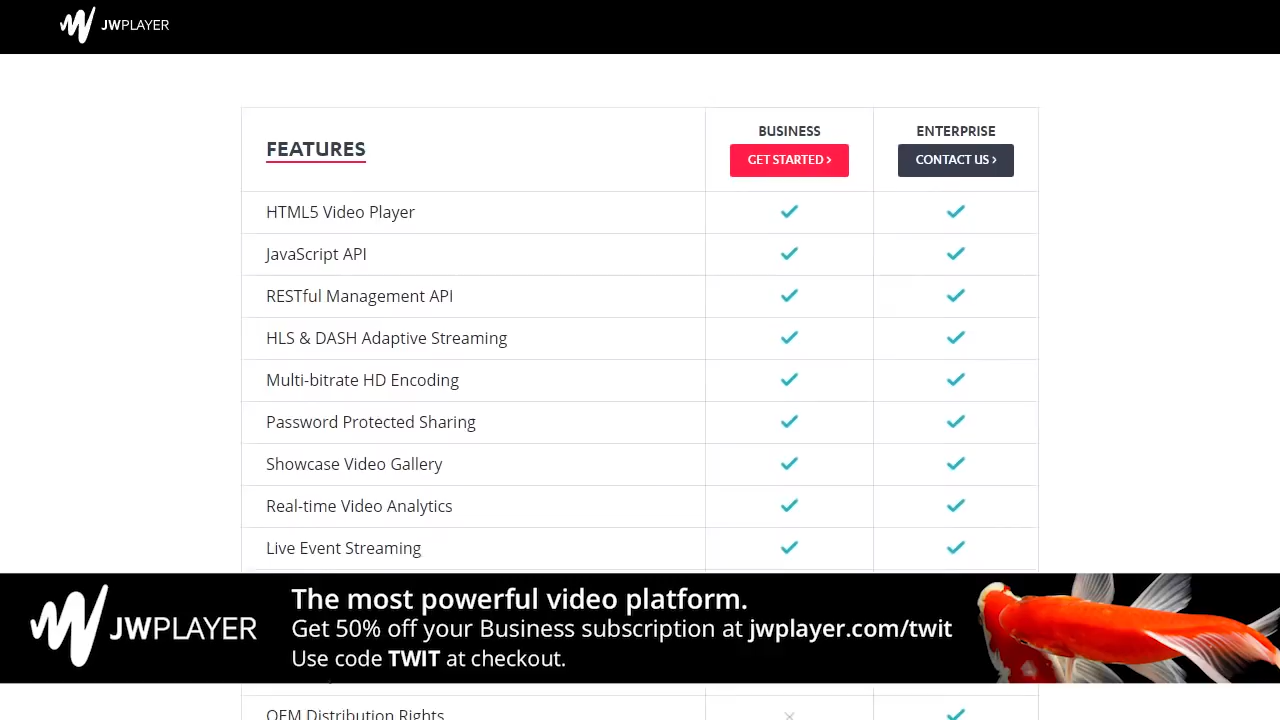 JWPLAYER
FEATURES
BUSINESS
GET STARTED ›
ENTERPRISE
CONTACT US ›
HTML5 Video Player
JavaScript API
RESTful Management API
HLS & DASH Adaptive Streaming
Multi-bitrate HD Encoding
Password Protected Sharing
Showcase Video Gallery
Real-time Video Analytics
Live Event Streaming
JWPLAYER
The most powerful video platform.
Get 50% off your Business subscription at jwplayer.com/twit
Use code TWIT at checkout.
OEM Distribution Rights